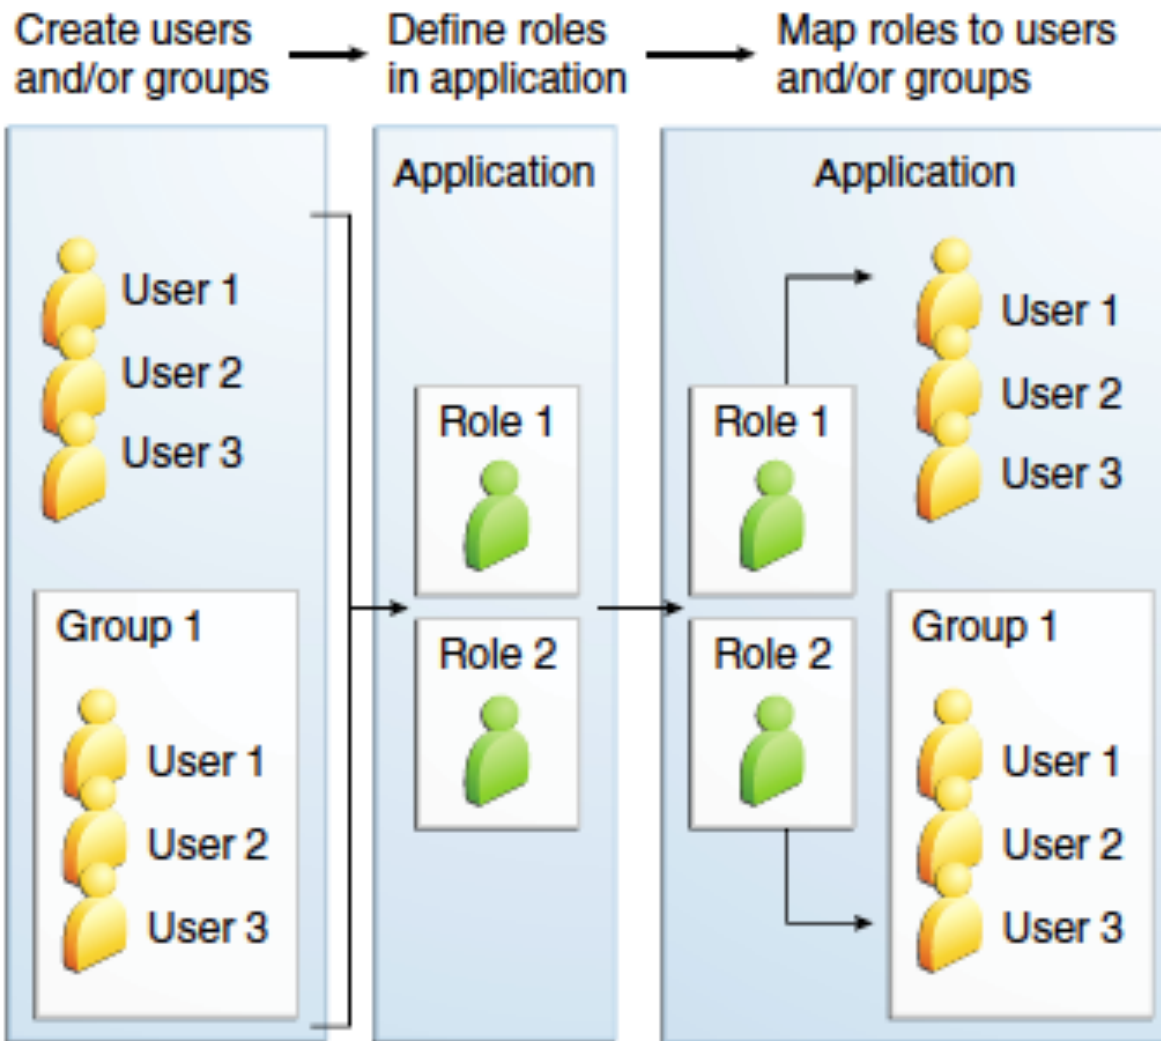 Create users
and/or groups
Define roles
in application
Map roles to users
and/or groups
User 1
User 2
User 3
Group 1
User 1
User 2
User 3
Application
Role 1
Role 2
Application
Role 1
Role 2
User 1
User 2
User 3
Group 1
User 1
User 2
User 3